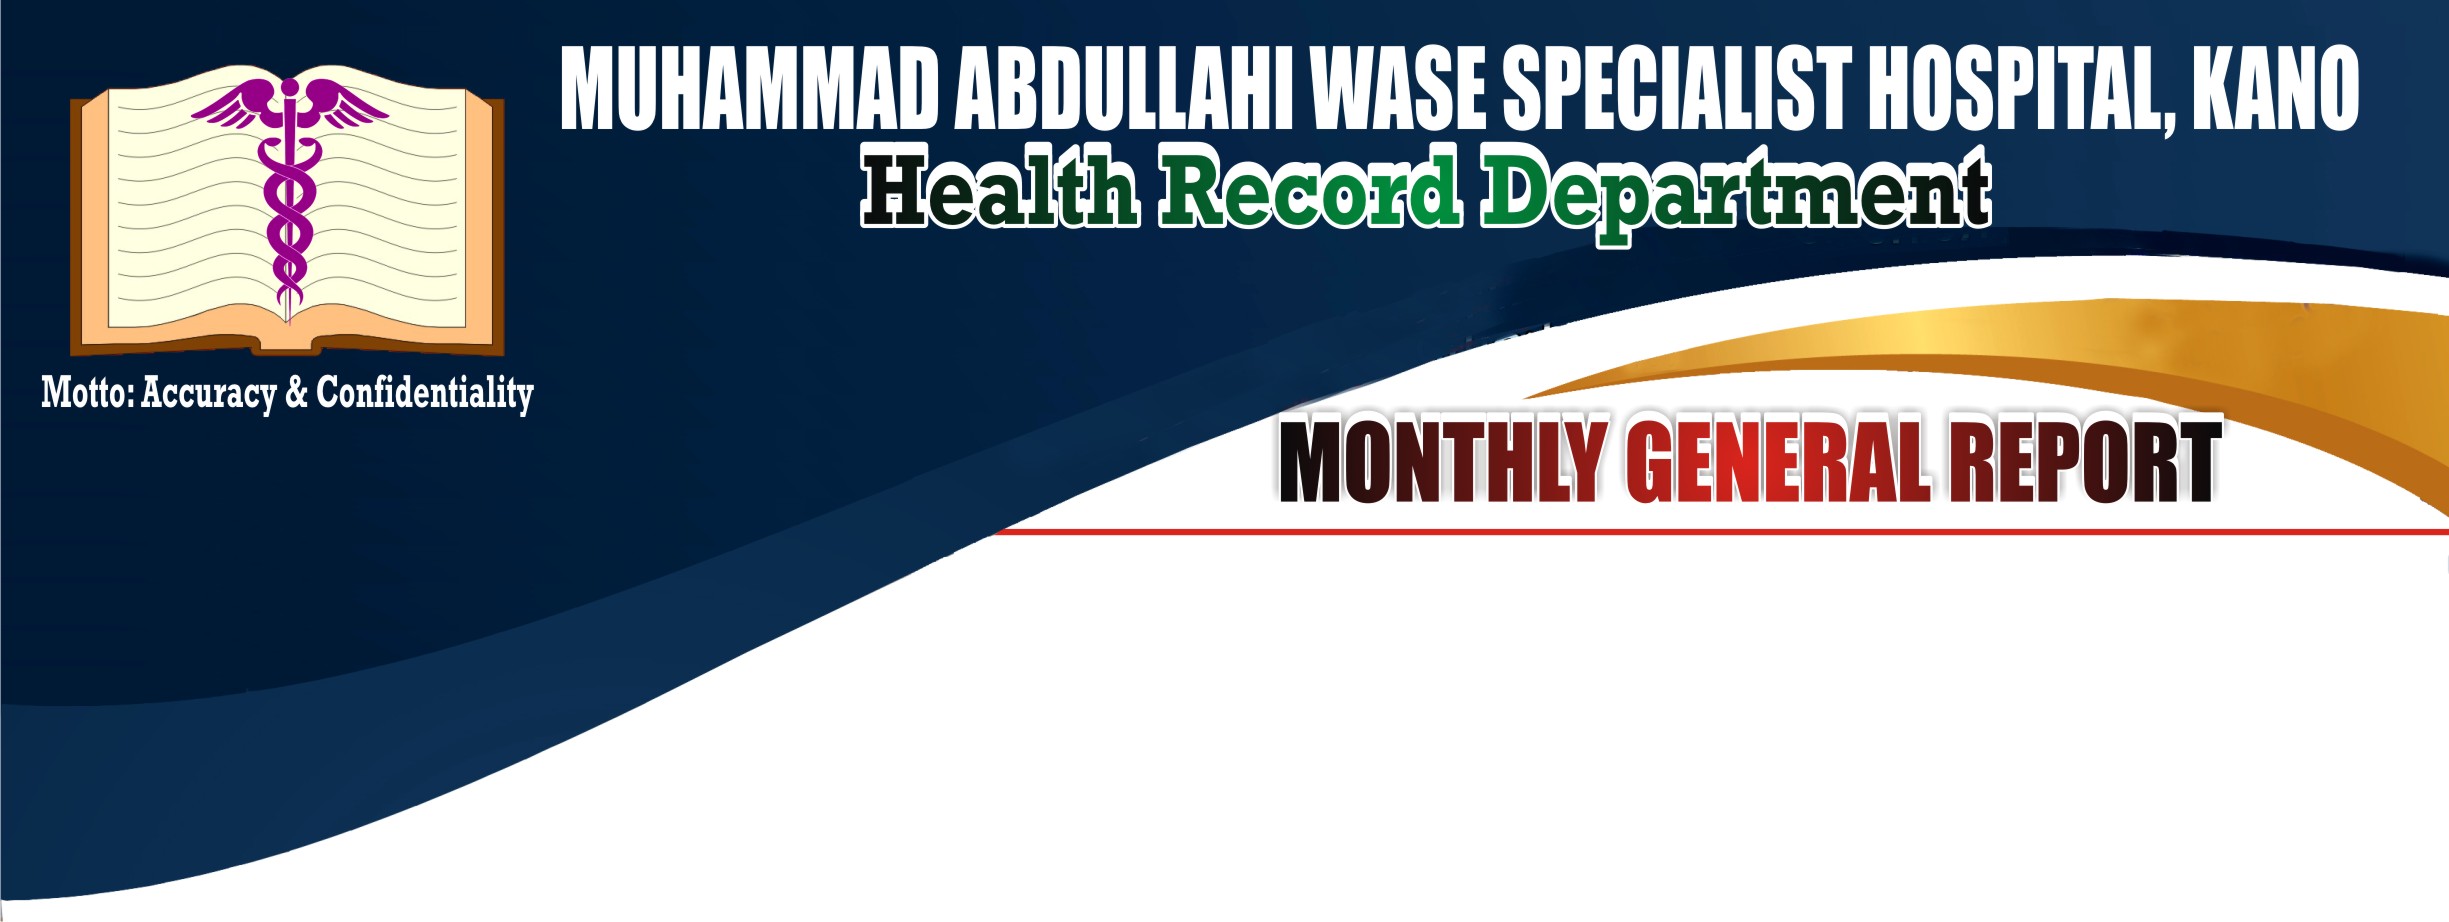 MUHAMMAD ABDULLAHI WASE SPECIALIST HOSPITAL, KANO
Health Record Department
Motto: Accuracy & Confidentiality
MONTHLY GENERAL REPORT